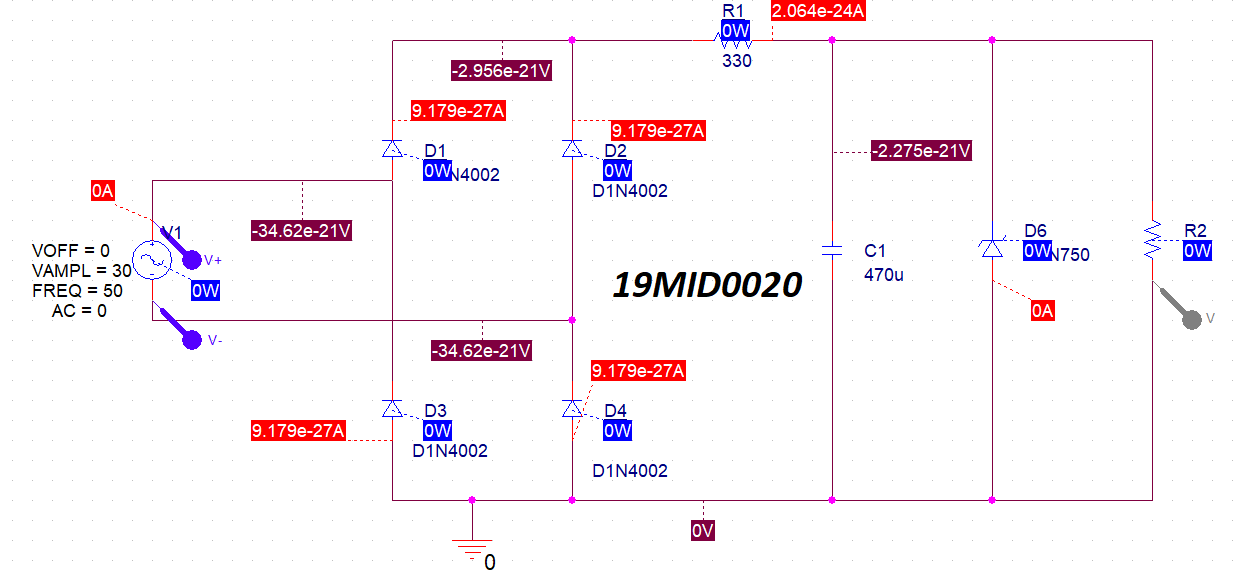 R1
2.064e-24A
0W
330
-2.956e-21V
9.179e-27A
9.179e-27A
D1
0W
N4002
D2
0W
D1N4002
-2.275e-21V
0A
-34.62e-21V
V1
V+
VOFF = 0
VAMPL = 30
FREQ = 50
AC = 0
0W
V-
19MID0020
C1
470u
D6
0W
N750
0A
R2
0W
V
-34.62e-21V
9.179e-27A
D3
0W
D1N4002
9.179e-27A
D4
0W
D1N4002
0V
0